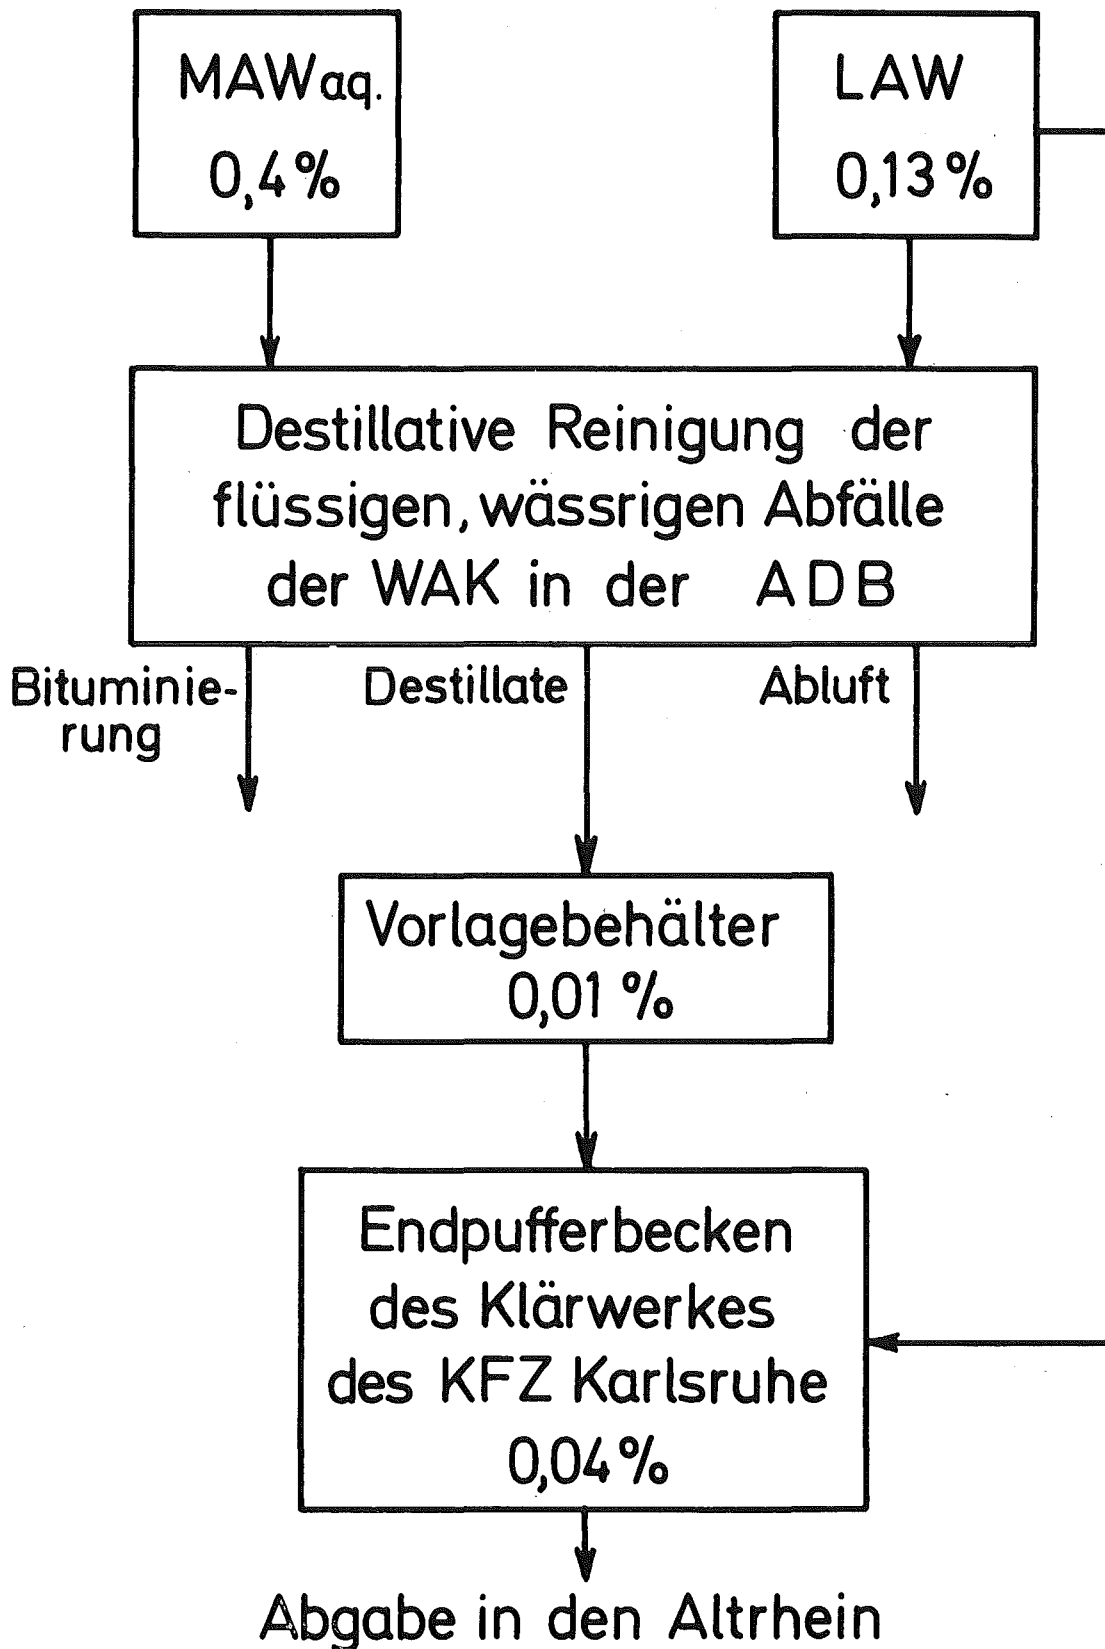 MAWaq.
0,4%
LAW
0,13%
Destillative Reinigung der
flüssigen, wässrigen Abfälle
der WAK in der ADB
Bituminie-
rung
Destillate
Abluft
Vorlagebehälter
0,01 %
Endpufferbecken
des Klärwerkes
des KFZ Karlsruhe
0,04%
Abgabe in den Altrhein